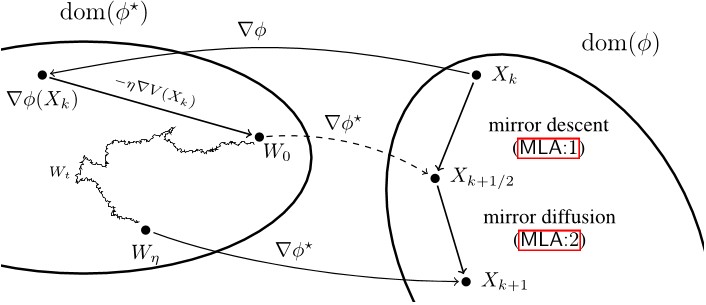 dom(ϕ⋆)
∇ϕ
dom(ϕ)
∇ϕ(X_k)
−η∇V(X_k)
X_k
mirror descent
(MLA:1)
∇ϕ⋆
W_0
W_t
X_{k+1/2}
mirror diffusion
(MLA:2)
W_η
∇ϕ⋆
X_{k+1}